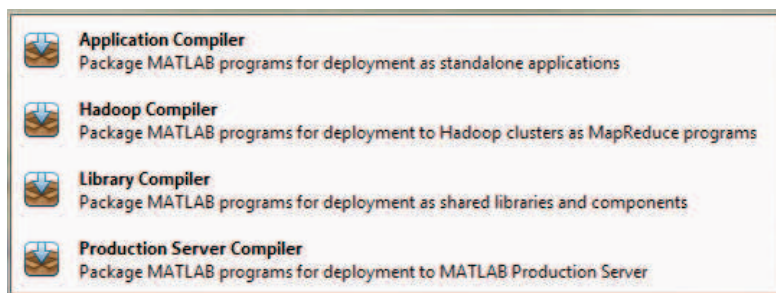 Application Compiler
Package MATLAB programs for deployment as standalone applications
Hadoop Compiler
Package MATLAB programs for deployment to Hadoop clusters as MapReduce programs
Library Compiler
Package MATLAB programs for deployment as shared libraries and components
Production Server Compiler
Package MATLAB programs for deployment to MATLAB Production Server